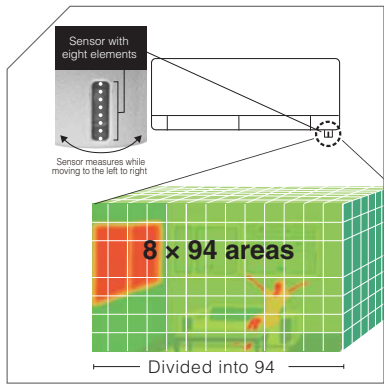 Sensor with
eight elements
Sensor measures while
moving to the left to right
8 × 94 areas
Divided into 94